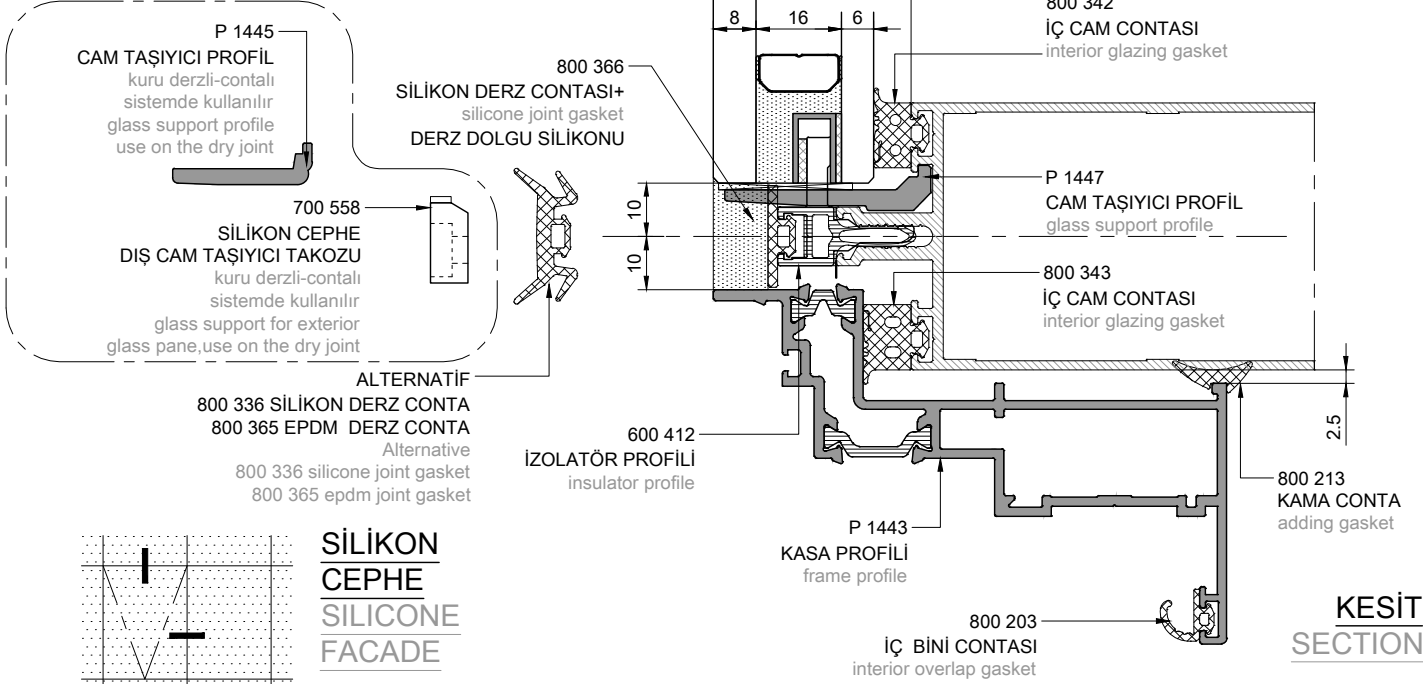 P 1445
CAM TAŞIYICI PROFİL
kuru derzli-contalı
sistemde kullanılır
glass support profile
use on the dry joint
700 558
SİLİKON CEPHE
DIŞ CAM TAŞIYICI TAKOZU
kuru derzli-contalı
sistemde kullanılır
glass support for exterior
glass pane,use on the dry joint
800 366
SİLİKON DERZ CONTASI+
silicone joint gasket
DERZ DOLGU SİLİKONU
8
16
6
10
10
800 342
İÇ CAM CONTASI
interior glazing gasket
P 1447
CAM TAŞIYICI PROFİL
glass support profile
800 343
İÇ CAM CONTASI
interior glazing gasket
ALTERNATİF
800 336 SİLİKON DERZ CONTA
800 365 EPDM  DERZ CONTA
Alternative
800 336 silicone joint gasket
800 365 epdm joint gasket
600 412
İZOLATÖR PROFİLİ
insulator profile
2.5
800 213
KAMA CONTA
adding gasket
P 1443
KASA PROFİLİ
frame profile
800 203
İÇ  BİNİ CONTASI
interior overlap gasket
SİLİKON
CEPHE
SILICONE
FACADE
KESİT
SECTION